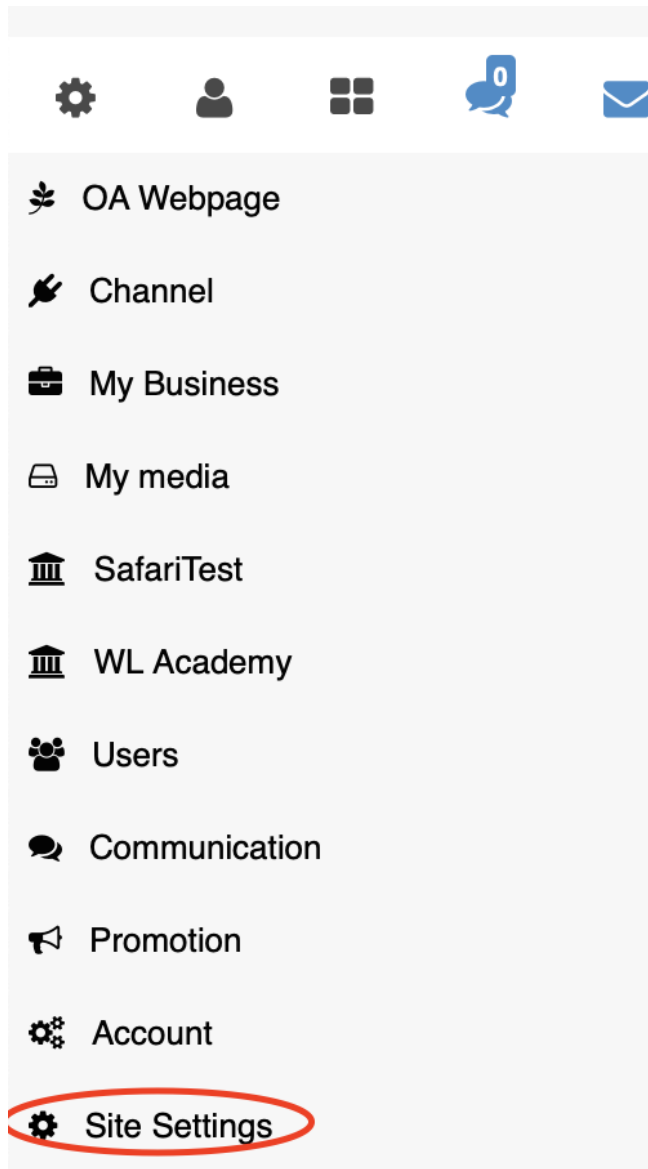 0
OA Webpage
Channel
My Business
My media
SafariTest
WL Academy
Users
Communication
Promotion
Account
Site Settings